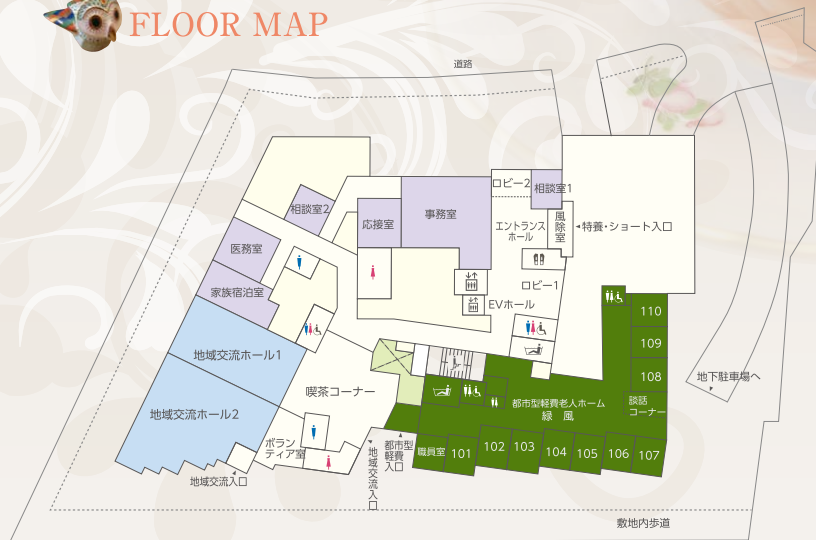 FLOOR MAP
道路
ロビー2
相談室1
相談室2
応接室
事務室
エントランス
ホール
風除室
特養・ショート入口
医務室
家族宿泊室
ロビー1
EVホール
110
109
108
地域交流ホール1
喫茶コーナー
地下駐車場へ
地域交流ホール2
都市型軽費老人ホーム
緑 風
談話
コーナー
ボラン
ティア室
地域交流入口
都市型
軽費
入口
職員室
101
102
103
104
105
106
107
地域交流入口
敷地内歩道